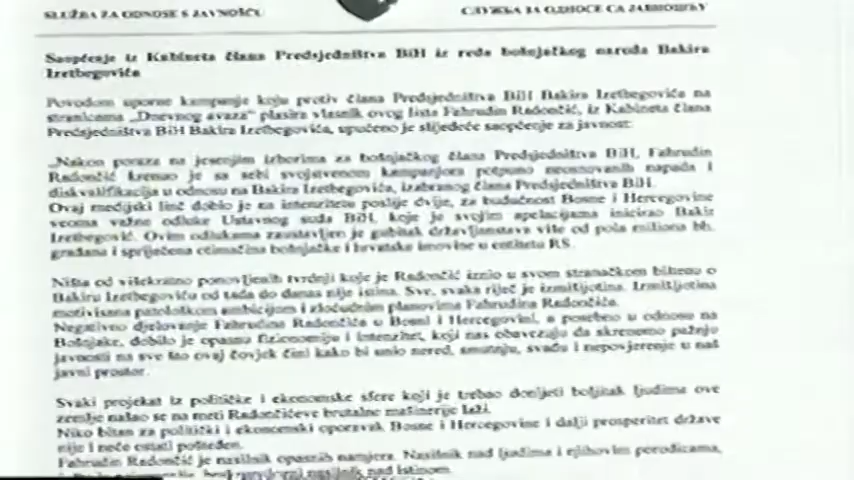 SLUŽBA ZA ODNOSE S JAVNOŠĆU
СЛУЖБА ЗА ОДНОСЕ СА ЈАВНОШЋУ
Saopćenje iz Kabineta člana Predsjedništva BiH iz reda bošnjačkog naroda Bakira
Izetbegovića
Povodom uporne kampanje koju protiv člana Predsjedništva BiH Bakira Izetbegovića na
stranicama „Dnevnog avaza" plasira vlasnik ovog lista Fahrudin Radončić, iz Kabineta člana
Predsjedništva BiH Bakira Izetbegovića, upućeno je slijedeće saopćenje za javnost:
„Nakon poraza na jesenjim izborima za bošnjačkog člana Predsjedništva BiH, Fahrudin
Radončić krenuo je sa sebi svojstvenom kampanjom potpuno neosnovanih napada i
diskvalifikacija u odnosu na Bakira Izetbegovića, izabranog člana Predsjedništva BiH.
Ovaj medijski linč dobio je na intenzitetu poslije dvije, za budućnost Bosne i Hercegovine
veoma važne odluke Ustavnog suda BiH, koje je svojim apelacijama inicirao Bakir
Izetbegović. Ovim odlukama zaustavljen je gubitak državljanstava više od pola miliona bh.
građana i spriječena otimačina bošnjačke i hrvatske imovine u entitetu RS.
Ništa od višekratno ponovljenih tvrdnji koje je Radončić iznio u svom stranačkom biltenu o
Bakiru Izetbegoviću od tada do danas nije istina. Sve, svaka riječ je izmišljotina. Izmišljotina
motivisana patološkom ambicijom i zloćudnim planovima Fahrudina Radončića.
Negativno djelovanje Fahrudina Radončića u Bosni i Hercegovini, a posebno u odnosu na
Bošnjake, dobilo je opasnu fizionomiju i intenzitet, koji nas obavezuju da skrenemo pažnju
javnosti na sve što ovaj čovjek čini kako bi unio nered, smutnju, svađu i nepovjerenje u naš
javni prostor.
Svaki projekat iz političke i ekonomske sfere koji je trebao donijeti boljitak ljudima ove
zemlje našao se na meti Radončićeve brutalne mašinerije laži.
Niko bitan za politički i ekonomski oporavak Bosne i Hercegovine i dalji prosperitet države
nije i neće ostati pošteđen.
Fahrudin Radončić je nasilnik opasnih namjera. Nasilnik nad ljudima i njihovim porodicama,
nasilnik nad istinom.